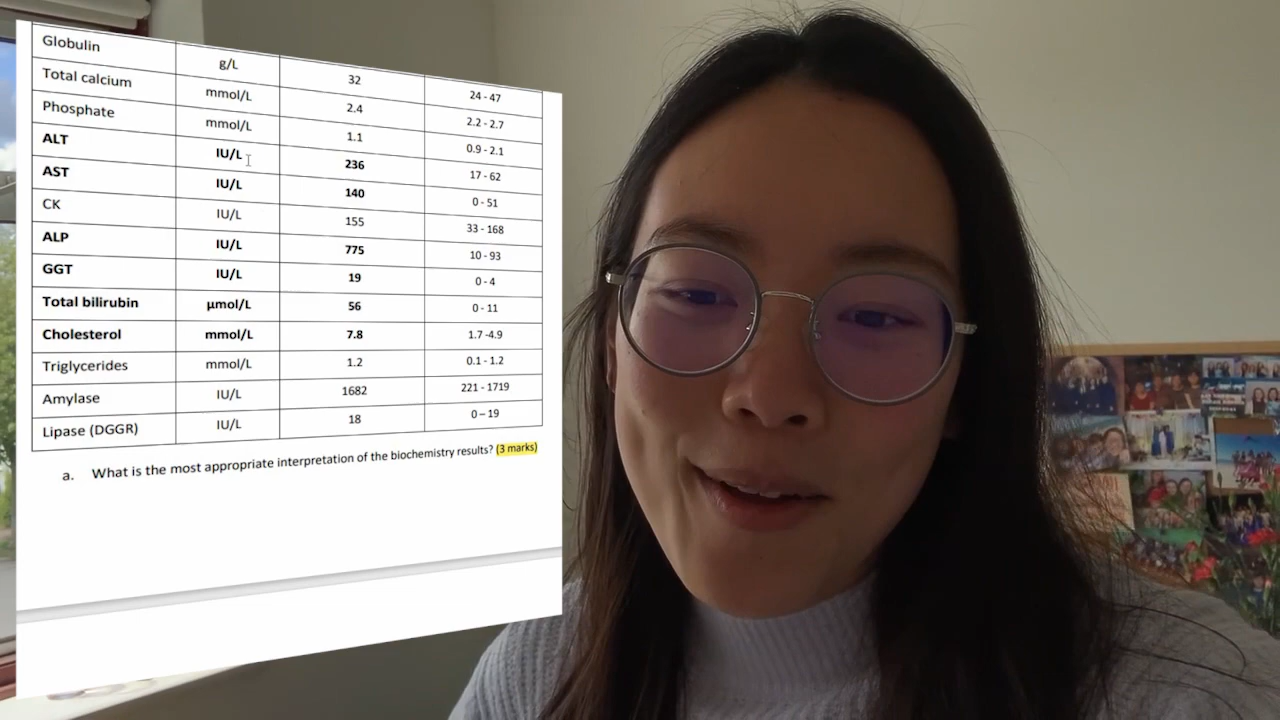 Globulin g/L 32 24 - 47
Total calcium mmol/L 2.4 2.2 - 2.7
Phosphate mmol/L 1.1 0.9 - 2.1
ALT IU/L 236 17 - 62
AST IU/L 140 0 - 51
CK IU/L 155 33 - 168
ALP IU/L 775 10 - 93
GGT IU/L 19 0 - 4
Total bilirubin µmol/L 56 0 - 11
Cholesterol mmol/L 7.8 1.7 -4.9
Triglycerides mmol/L 1.2 0.1 - 1.2
Amylase IU/L 1682 221 - 1719
Lipase (DGGR) IU/L 18 0 – 19
a. What is the most appropriate interpretation of the biochemistry results? (3 marks)